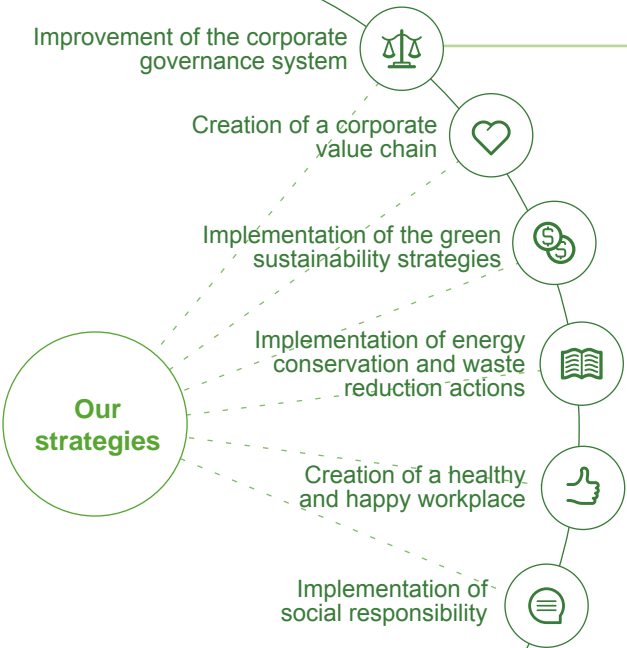 Improvement of the corporate
governance system
Creation of a corporate
value chain
Implementation of the green
sustainability strategies
Implementation of energy
conservation and waste
reduction actions
Our
strategies
Creation of a healthy
and happy workplace
Implementation of
social responsibility